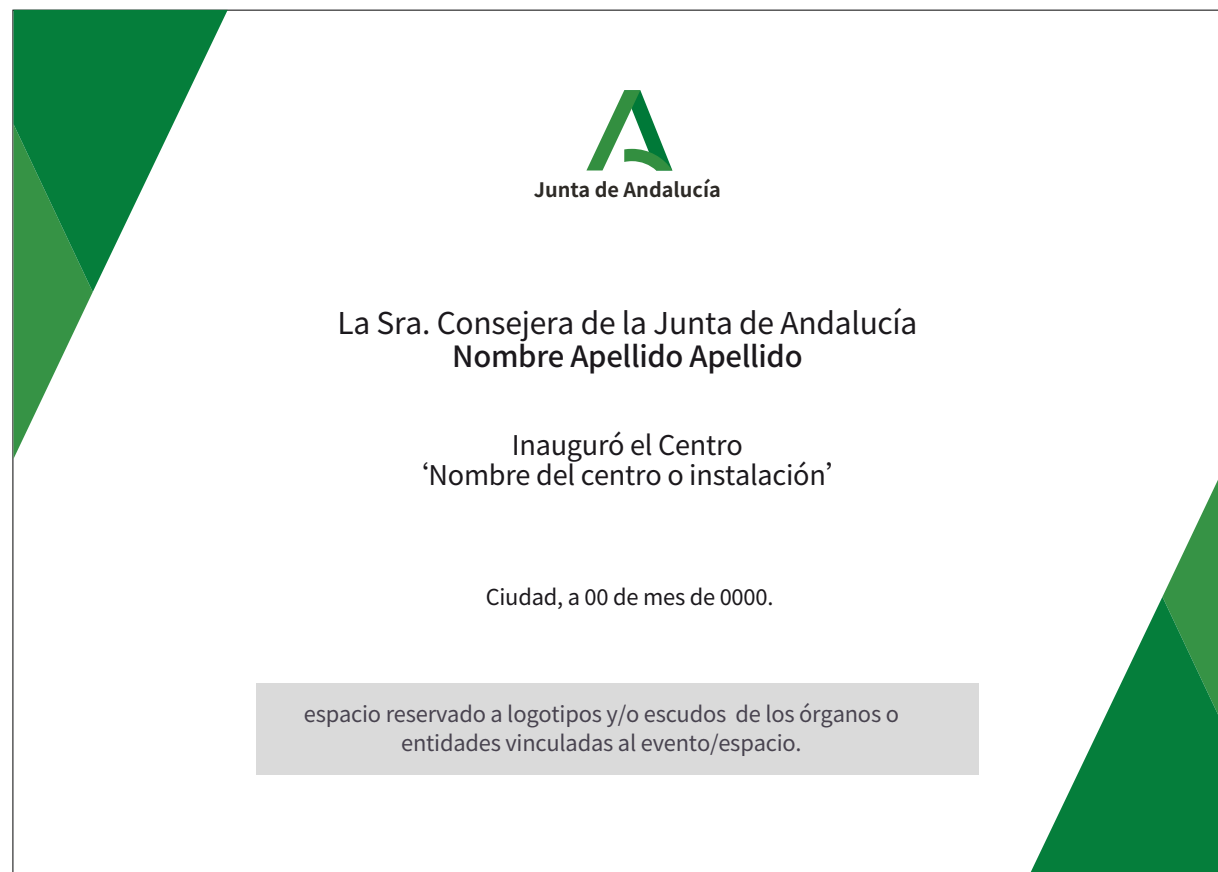 Junta de Andalucía
La Sra. Consejera de la Junta de Andalucía
Nombre Apellido Apellido
Inauguró el Centro
‘Nombre del centro o instalación’
Ciudad, a 00 de mes de 0000.
espacio reservado a logotipos y/o escudos  de los órganos o
entidades vinculadas al evento/espacio.